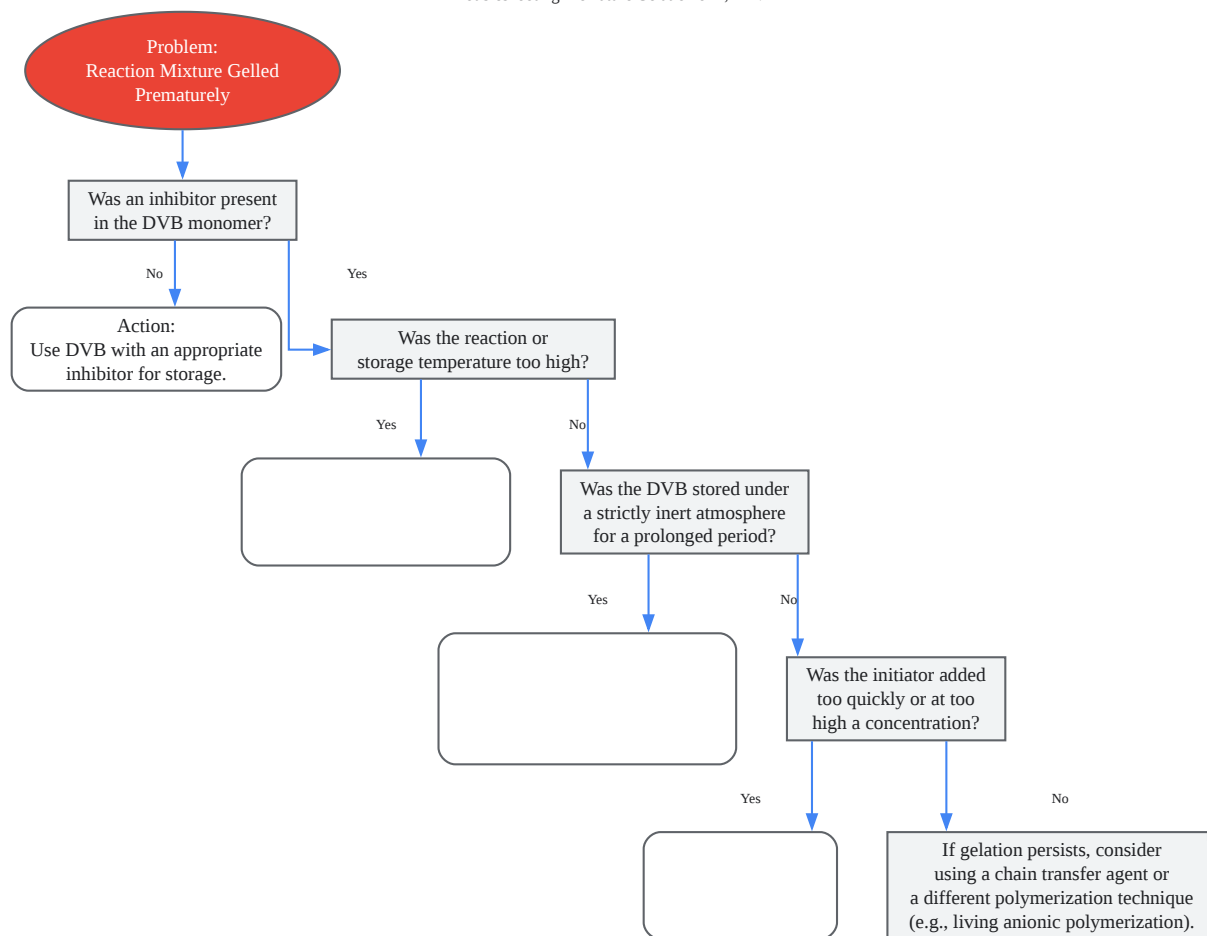 Problem:
Reaction Mixture Gelled
Prematurely
Was an inhibitor present
in the DVB monomer?
No
Yes
Action:
Use DVB with an appropriate
inhibitor for storage.
Was the reaction or
storage temperature too high?
Yes
No
Was the DVB stored under
a strictly inert atmosphere
for a prolonged period?
Yes
No
Was the initiator added
too quickly or at too
high a concentration?
Yes
No
If gelation persists, consider
using a chain transfer agent or
a different polymerization technique
(e.g., living anionic polymerization).